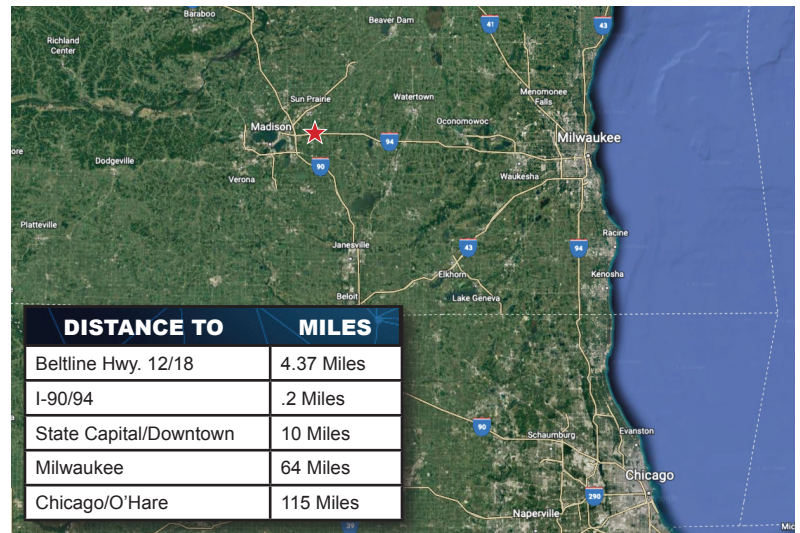 Baraboo
Beaver Dam
41
43
Richland
Center
Sun Prairie
Watertown
Menomonee
Falls
Madison
Oconomowoc
Milwaukee
94
ore
Dodgeville
90
Verona
Waukesha
Platteville
Janesville
43
94
Racine
Elkhorn
Kenosha
Beloit
Lake Geneva
DISTANCE TO MILES
Beltline Hwy. 12/18 4.37 Miles
I-90/94 .2 Miles
State Capital/Downtown 10 Miles
Milwaukee 64 Miles
Chicago/O'Hare 115 Miles
90
Schaumburg
Evanston
Chicago
290
Naperville
39
Mic